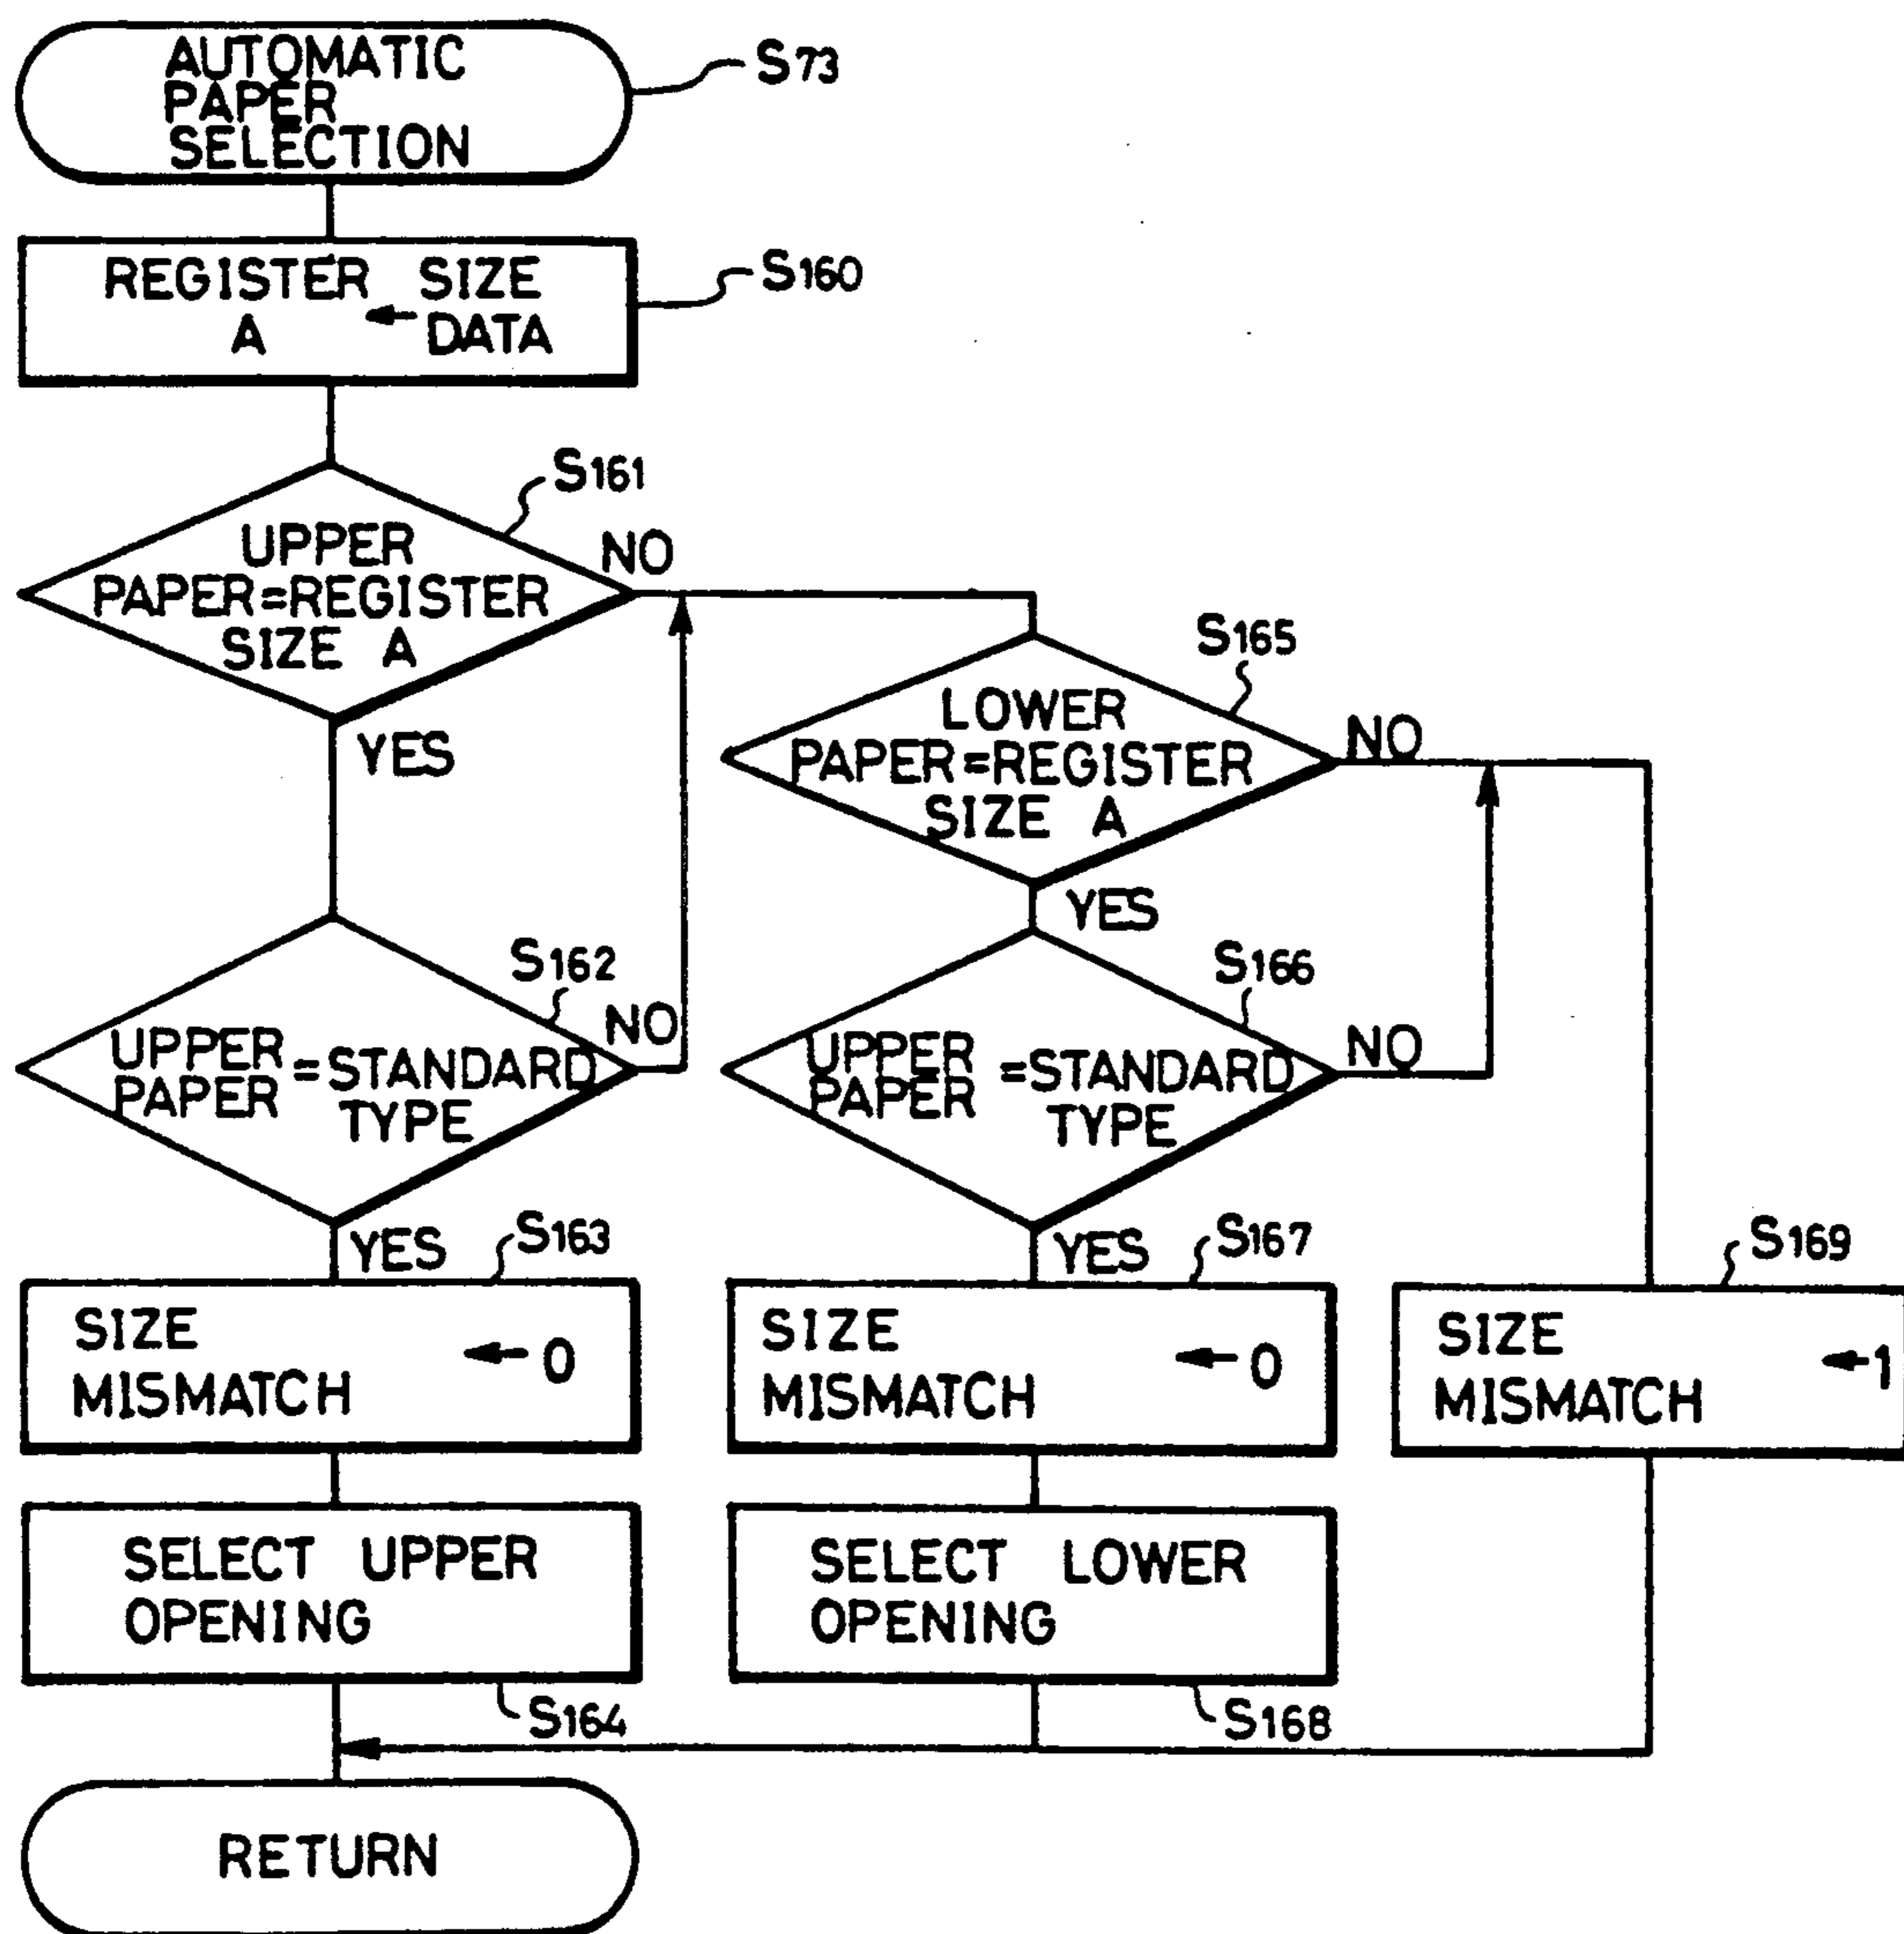 AUTOMATIC
PAPER
SELECTION
S73
REGISTER SIZE
A ← DATA
S160
S161
UPPER
PAPER=REGISTER
SIZE A
NO
YES
S165
LOWER
PAPER=REGISTER
SIZE A
NO
YES
S162
UPPER
PAPER =STANDARD
TYPE
NO
YES
S166
UPPER
PAPER =STANDARD
TYPE
NO
YES
S163
SIZE
MISMATCH ← 0
S167
SIZE
MISMATCH ← 0
S169
SIZE
MISMATCH ← 1
SELECT UPPER
OPENING
S164
SELECT LOWER
OPENING
S168
RETURN